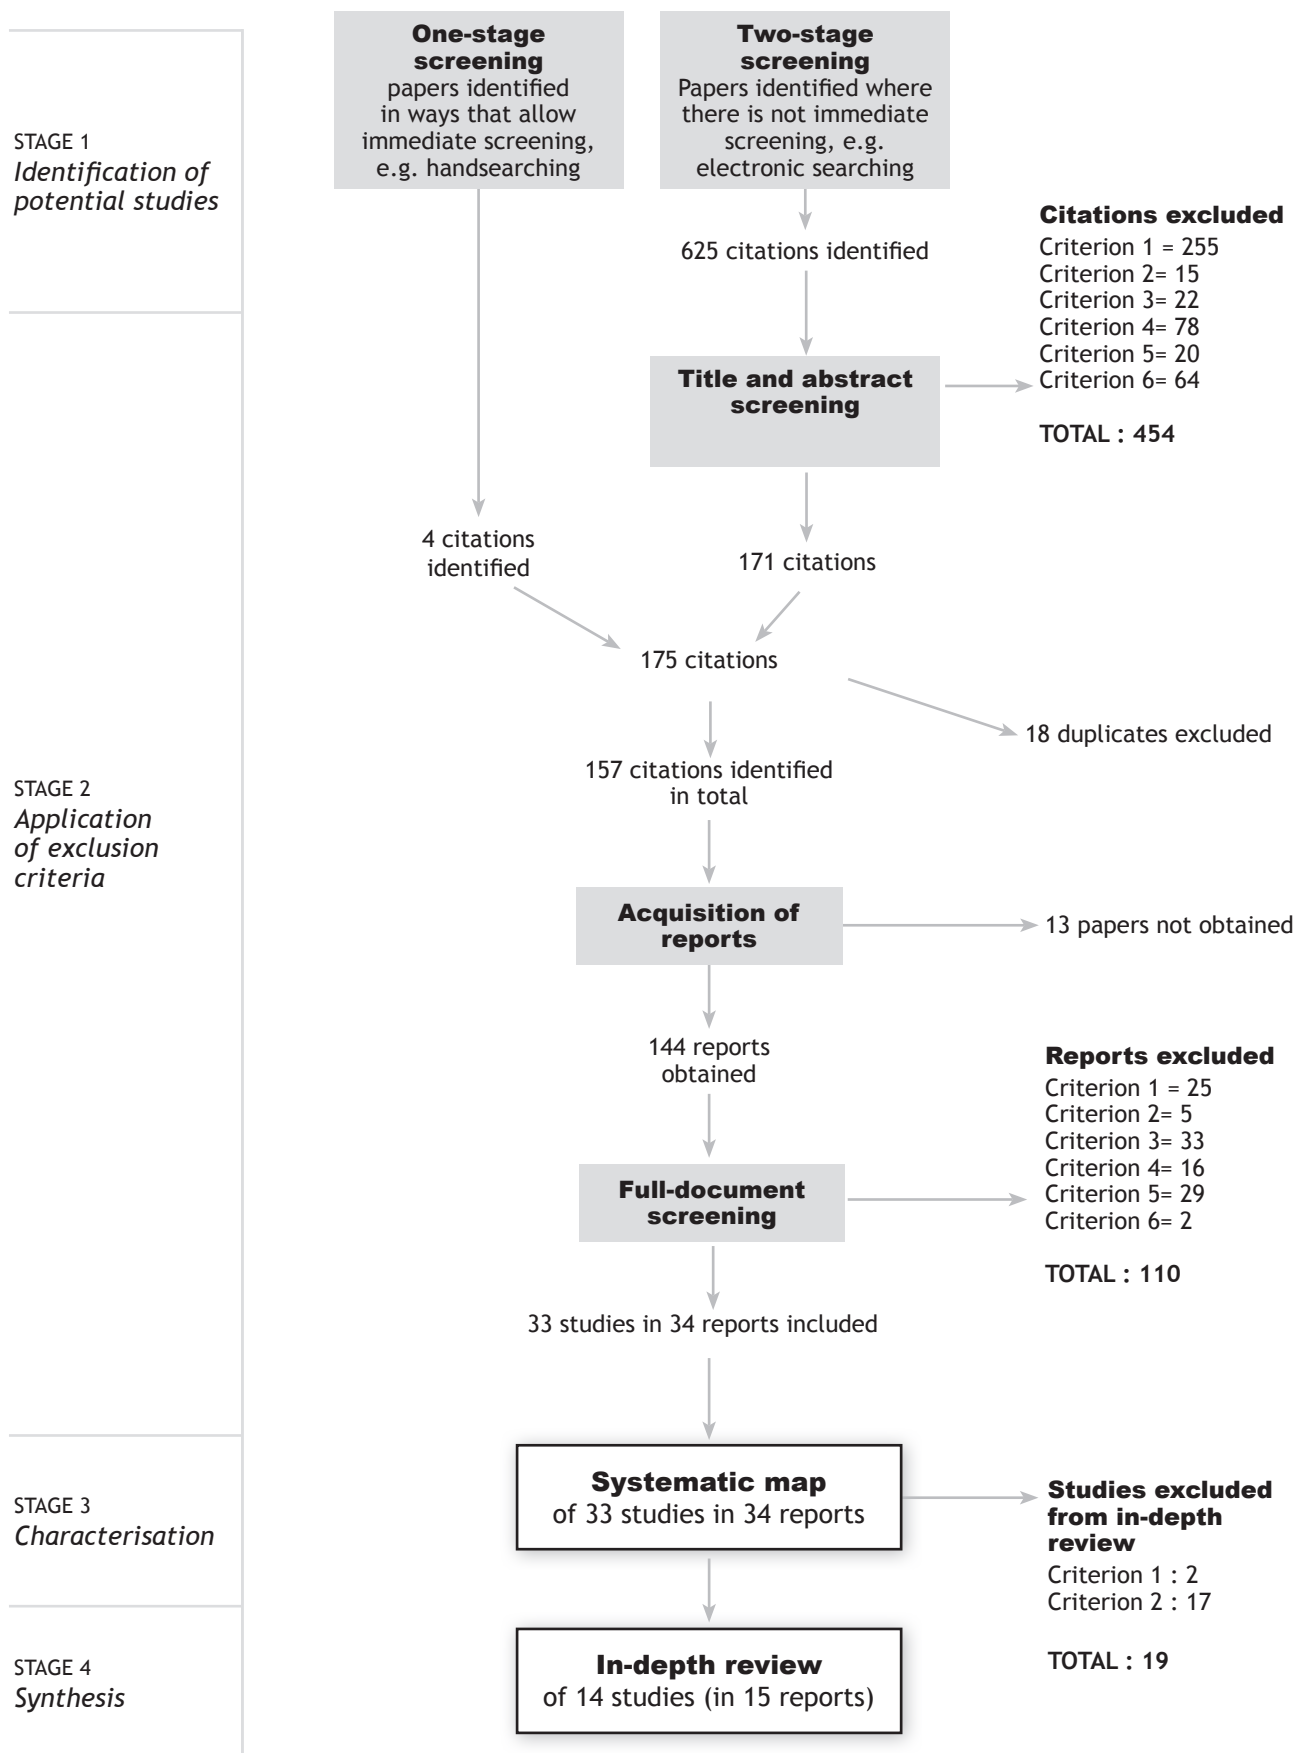 STAGE 1
Identification of
potential studies
One-stage
screening
papers identified
in ways that allow
immediate screening,
e.g. handsearching
Two-stage
screening
Papers identified where
there is not immediate
screening, e.g.
electronic searching
625 citations identified
Citations excluded
Criterion 1 = 255
Criterion 2= 15
Criterion 3= 22
Criterion 4= 78
Criterion 5= 20
Criterion 6= 64
TOTAL : 454
Title and abstract
screening
STAGE 2
Application
of exclusion
criteria
4 citations
identified
171 citations
175 citations
18 duplicates excluded
157 citations identified
in total
Acquisition of
reports
13 papers not obtained
144 reports
obtained
Reports excluded
Criterion 1 = 25
Criterion 2= 5
Criterion 3= 33
Criterion 4= 16
Criterion 5= 29
Criterion 6= 2
TOTAL : 110
Full-document
screening
33 studies in 34 reports included
STAGE 3
Characterisation
Systematic map
of 33 studies in 34 reports
Studies excluded
from in-depth
review
Criterion 1 : 2
Criterion 2 : 17
TOTAL : 19
STAGE 4
Synthesis
In-depth review
of 14 studies (in 15 reports)